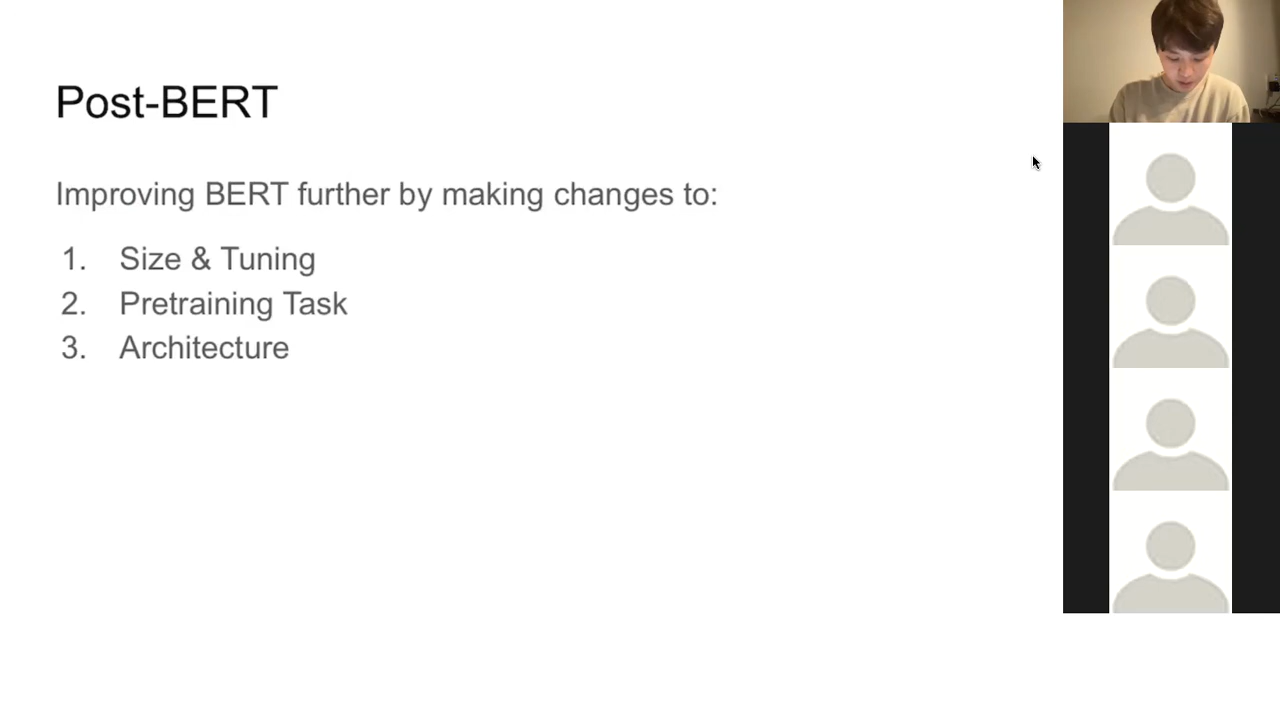 Post-BERT
Improving BERT further by making changes to:
1. Size & Tuning
2. Pretraining Task
3. Architecture